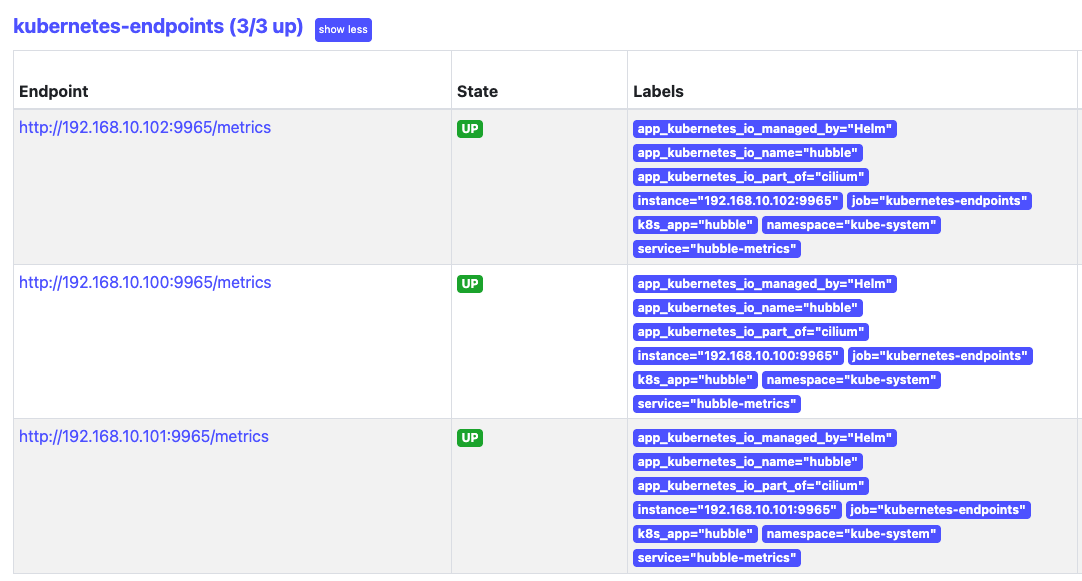 kubernetes-endpoints (3/3 up) show less
Endpoint State Labels
http://192.168.10.102:9965/metrics UP app_kubernetes_io_managed_by="Helm"
app_kubernetes_io_name="hubble"
app_kubernetes_io_part_of="cilium"
instance="192.168.10.102:9965" job="kubernetes-endpoints"
k8s_app="hubble" namespace="kube-system"
service="hubble-metrics"
http://192.168.10.100:9965/metrics UP app_kubernetes_io_managed_by="Helm"
app_kubernetes_io_name="hubble"
app_kubernetes_io_part_of="cilium"
instance="192.168.10.100:9965" job="kubernetes-endpoints"
k8s_app="hubble" namespace="kube-system"
service="hubble-metrics"
http://192.168.10.101:9965/metrics UP app_kubernetes_io_managed_by="Helm"
app_kubernetes_io_name="hubble"
app_kubernetes_io_part_of="cilium"
instance="192.168.10.101:9965" job="kubernetes-endpoints"
k8s_app="hubble" namespace="kube-system"
service="hubble-metrics"